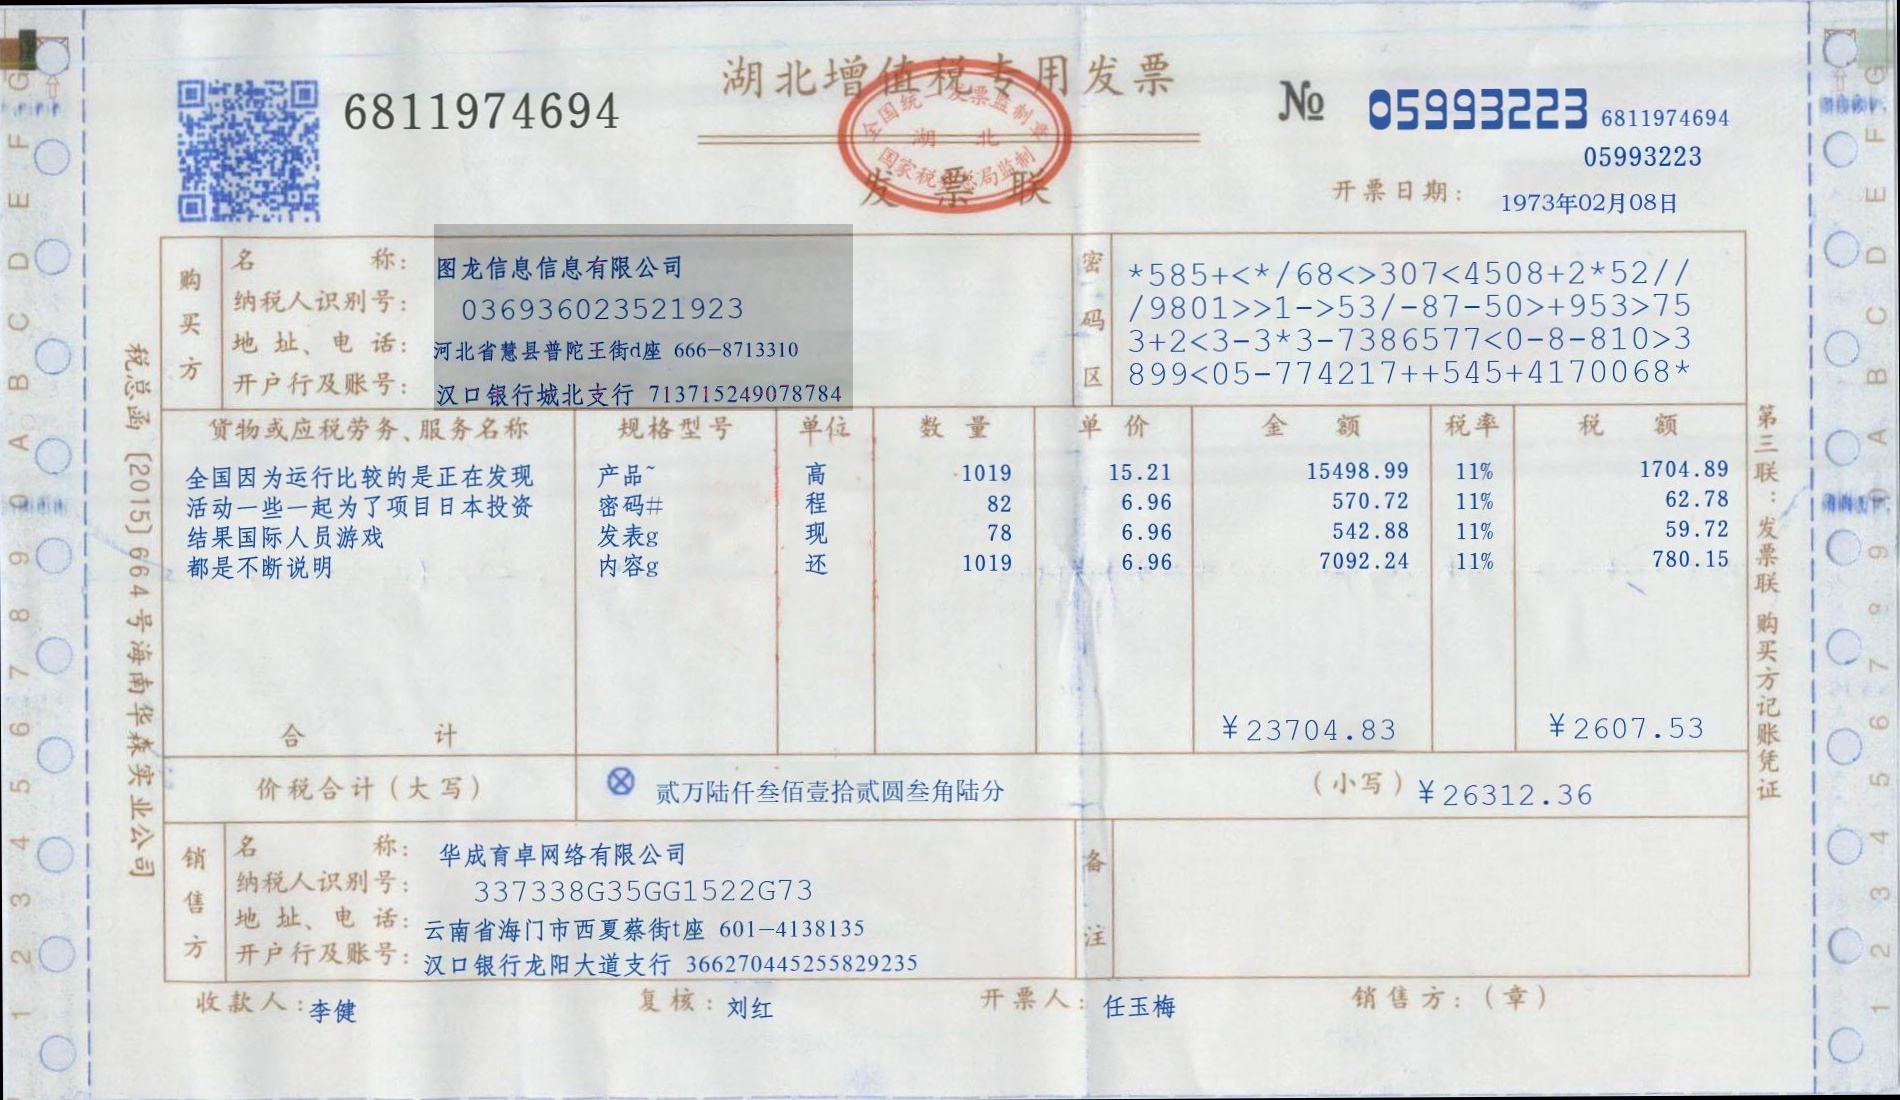 湖北增值税专用发票
6811974694
№ 05993223 6811974694
05993223
全国统一发票监制章
湖 北
国家税务总局监制
发 票 联
开票日期: 1973年02月08日
购买方
名 称: 图龙信息信息有限公司
纳税人识别号: 036936023521923
地 址、电 话: 河北省慧县普陀王街d座 666-8713310
开户行及账号: 汉口银行城北支行 713715249078784
密码区
*585+<*/68<>307<4508+2*52//
/9801>>1->53/-87-50>+953>75
3+2<3-3*3-7386577<0-8-810>3
899<05-774217++545+4170068*
货物或应税劳务、服务名称 规格型号 单位 数 量 单 价 金 额 税率 税 额
全国因为运行比较的是正在发现 产品~ 高 1019 15.21 15498.99 11% 1704.89
活动一些一起为了项目日本投资 密码# 程 82 6.96 570.72 11% 62.78
结果国际人员游戏 发表g 现 78 6.96 542.88 11% 59.72
都是不断说明 内容g 还 1019 6.96 7092.24 11% 780.15
合 计 ¥23704.83 ¥2607.53
价税合计(大写) ⊗ 贰万陆仟叁佰壹拾贰圆叁角陆分 (小写) ¥26312.36
销售方
名 称: 华成育卓网络有限公司
纳税人识别号: 337338G35GG1522G73
地 址、电 话: 云南省海门市西夏蔡街t座 601-4138135
开户行及账号: 汉口银行龙阳大道支行 366270445255829235
备注
收款人: 李健 复核: 刘红 开票人: 任玉梅 销售方:(章)
税总函[2015]664号海南华森实业公司
第三联:发票联 购买方记账凭证